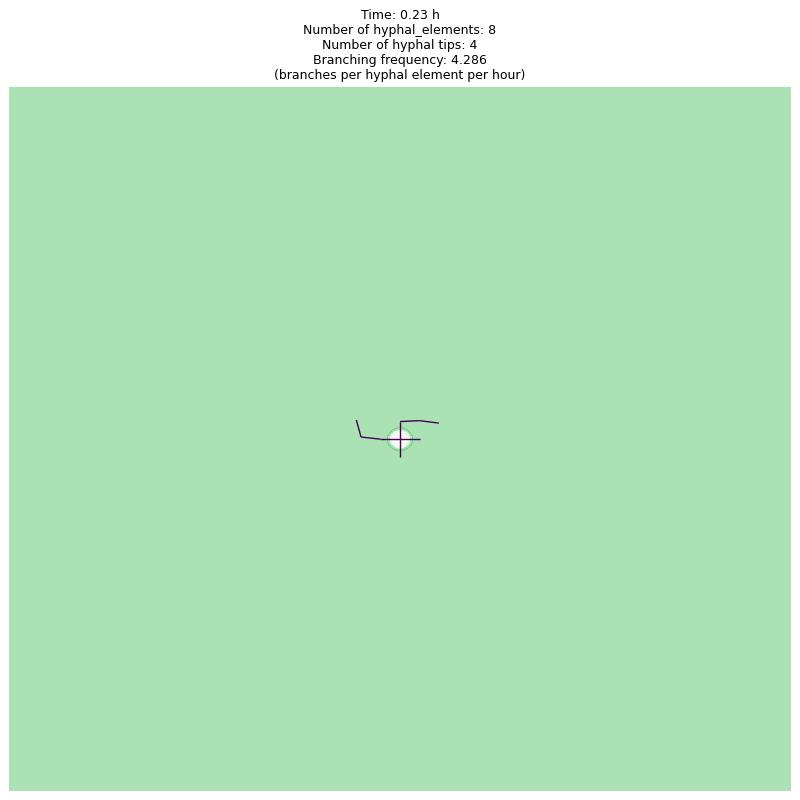 Time: 0.23 h
Number of hyphal_elements: 8
Number of hyphal tips: 4
Branching frequency: 4.286
(branches per hyphal element per hour)